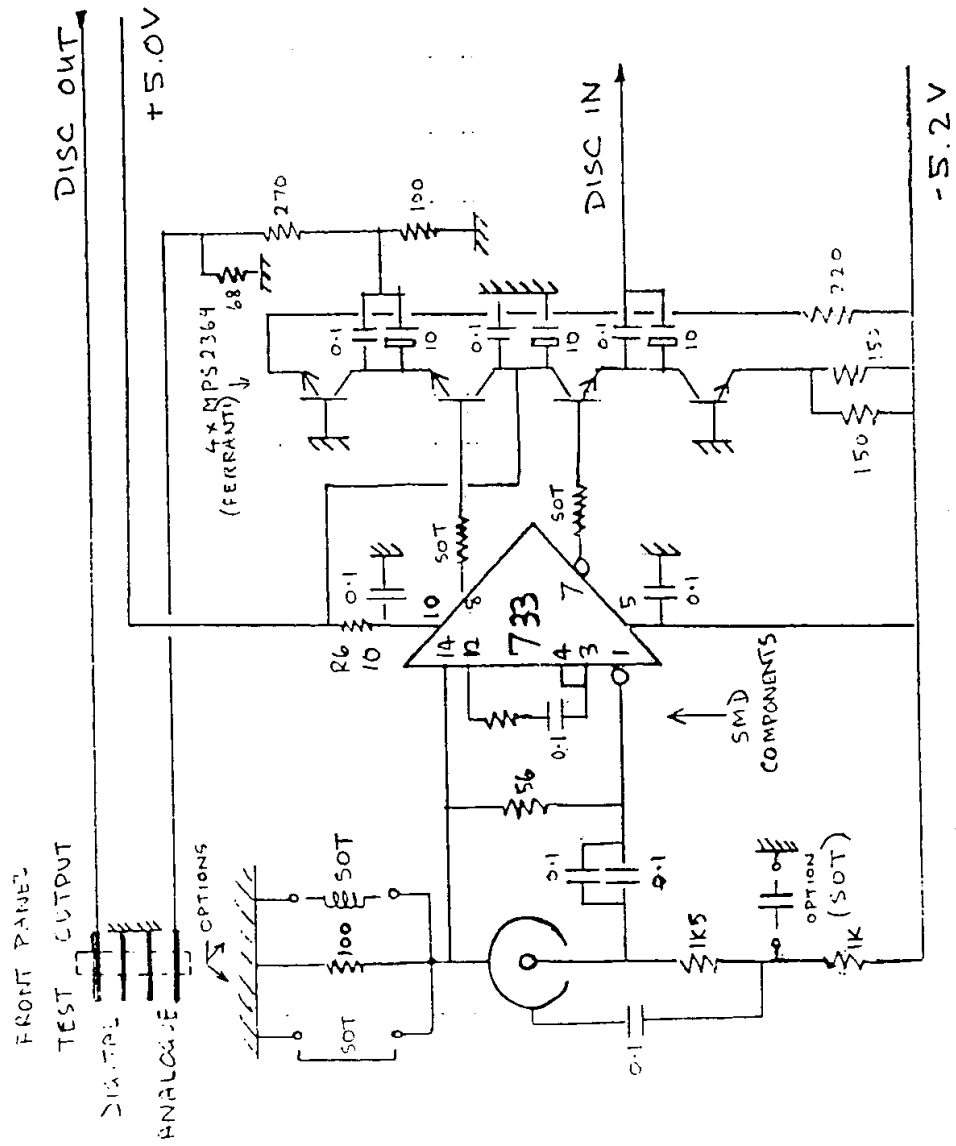 FRONT PANEL
TEST OUTPUT
DIGITAL
ANALOGUE
DISC OUT
+5.0V
OPTIONS
SOT
100
SOT
0.1
1K5
1K
OPTION
(SOT)
0.1
0.1
56
0.1
R6
10
0.1
10
14
12
4
3
1
8
7
5
733
0.1
SMD
COMPONENTS
SOT
SOT
4 x MPS2364
(FERRANTI)
68
270
100
0.1
10
0.1
10
0.1
10
DISC IN
220
150
150
-5.2V